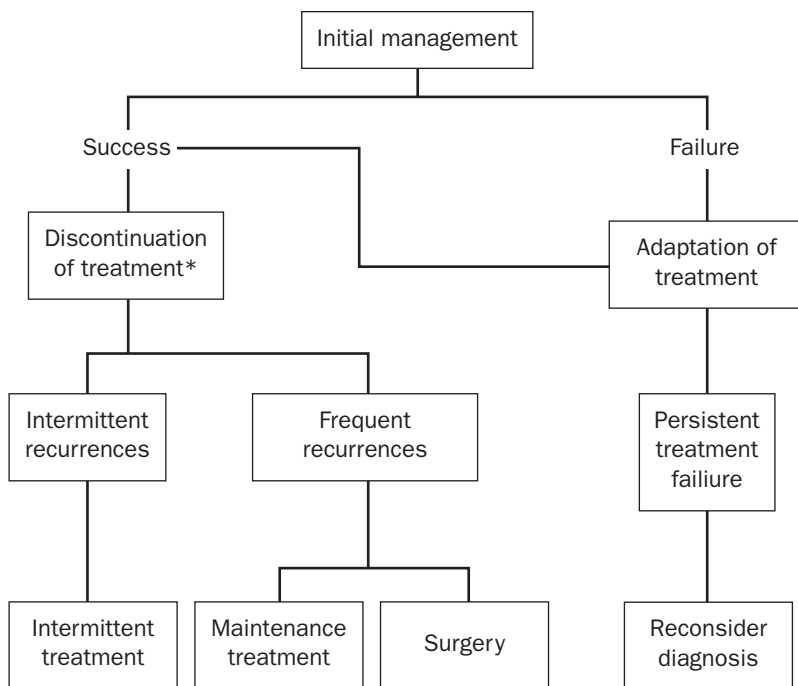 Initial management
Success
Failure
Discontinuation
of treatment*
Adaptation of
treatment
Intermittent
recurrences
Frequent
recurrences
Persistent
treatment
failiure
Intermittent
treatment
Maintenance
treatment
Surgery
Reconsider
diagnosis